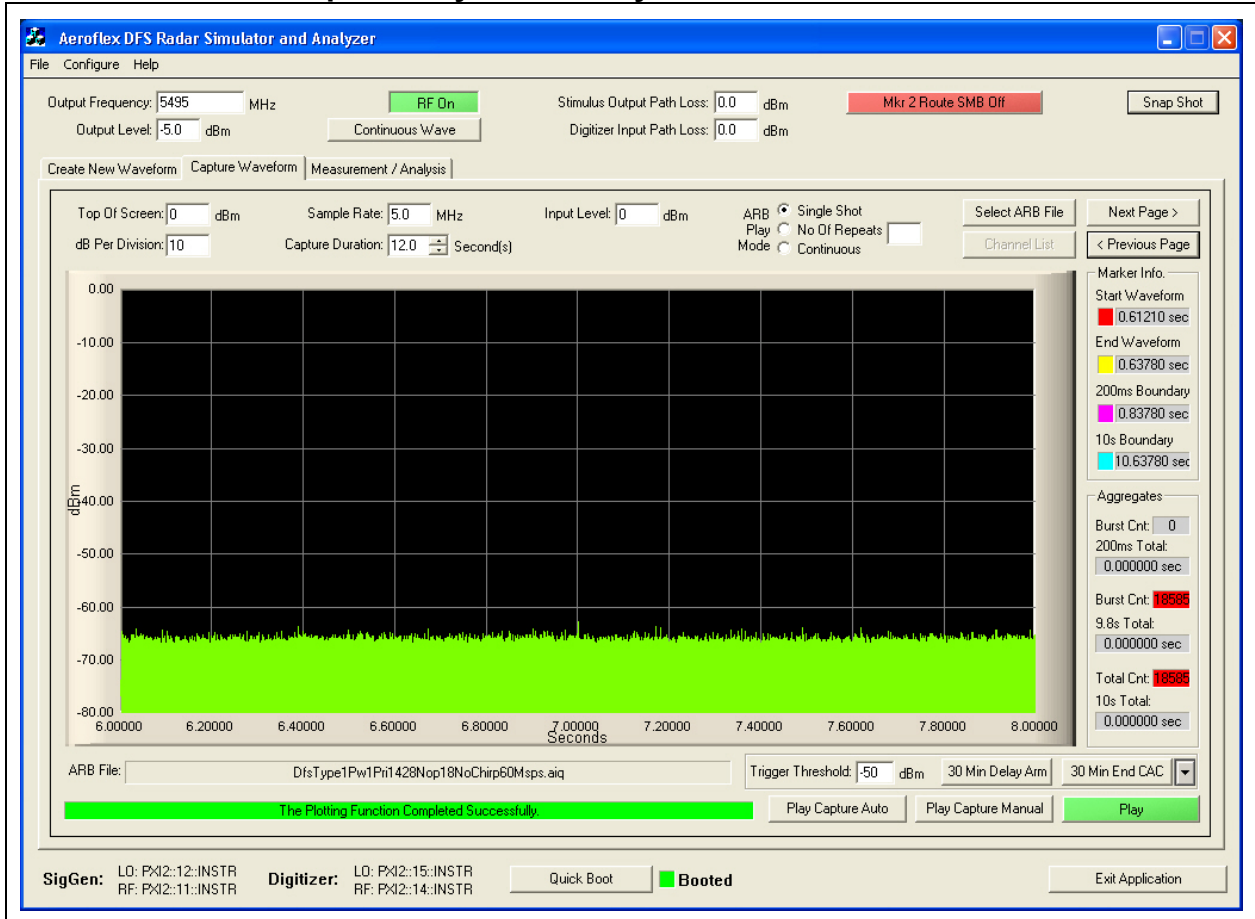 Aeroflex DFS Radar Simulator and Analyzer
File Configure Help
Output Frequency: 5495 MHz
RF On
Stimulus Output Path Loss: 0.0 dBm
Mkr 2 Route SMB Off
Snap Shot
Output Level: -5.0 dBm
Continuous Wave
Digitizer Input Path Loss: 0.0 dBm
Create New Waveform
Capture Waveform
Measurement / Analysis
Top Of Screen: 0 dBm
Sample Rate: 5.0 MHz
Input Level: 0 dBm
ARB Play Mode
Single Shot
No Of Repeats
Continuous
Select ARB File
Next Page >
dB Per Division: 10
Capture Duration: 12.0 Second(s)
Channel List
< Previous Page
0.00
-10.00
-20.00
-30.00
-40.00
-50.00
-60.00
-70.00
-80.00
dBm
6.00000 6.20000 6.40000 6.60000 6.80000 7.00000 7.20000 7.40000 7.60000 7.80000 8.00000
Seconds
Marker Info.
Start Waveform
0.61210 sec
End Waveform
0.63780 sec
200ms Boundary
0.83780 sec
10s Boundary
10.63780 sec
Aggregates
Burst Cnt: 0
200ms Total:
0.000000 sec
Burst Cnt: 18585
9.8s Total:
0.000000 sec
Total Cnt: 18585
10s Total:
0.000000 sec
ARB File: DfsType1Pw1Pri1428Nop18NoChirp60Msps.aiq
Trigger Threshold: -50 dBm
30 Min Delay Arm
30 Min End CAC
The Plotting Function Completed Successfully.
Play Capture Auto
Play Capture Manual
Play
SigGen: LO: PXI2::12::INSTR
RF: PXI2::11::INSTR
Digitizer: LO: PXI2::15::INSTR
RF: PXI2::14::INSTR
Quick Boot
Booted
Exit Application